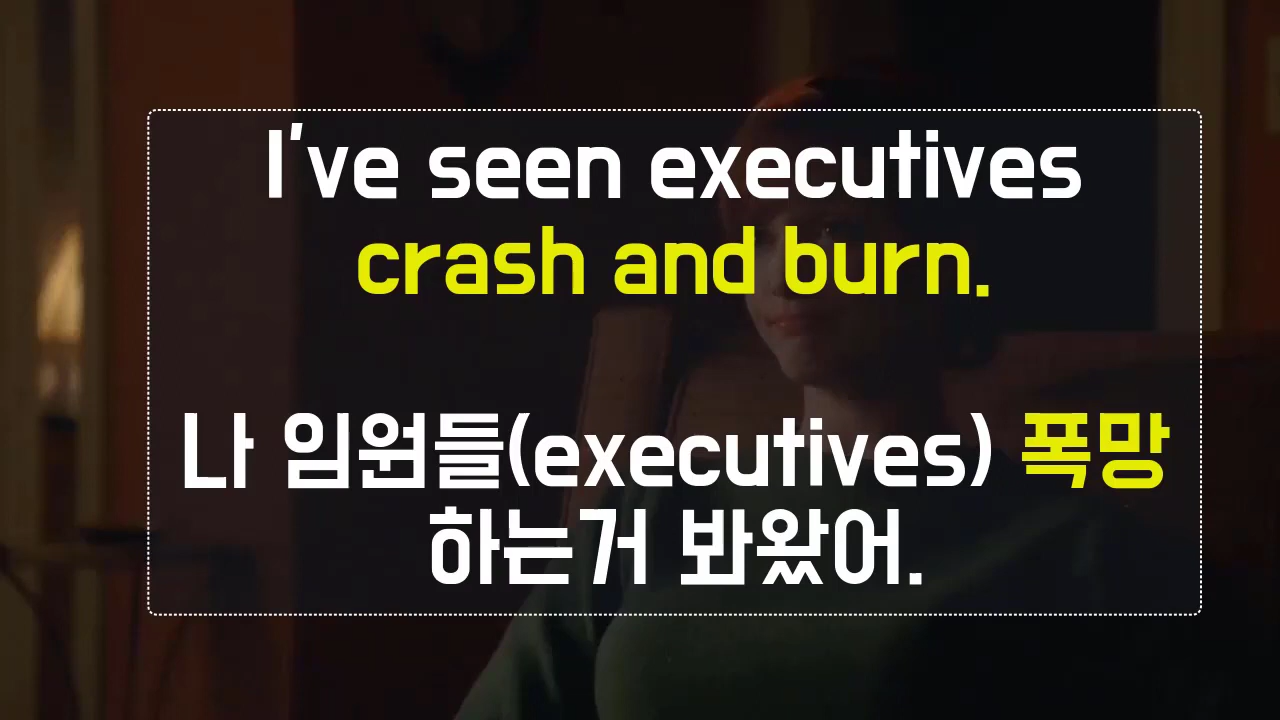 I've seen executives
crash and burn.
나 임원들(executives) 폭망
하는거 봐왔어.